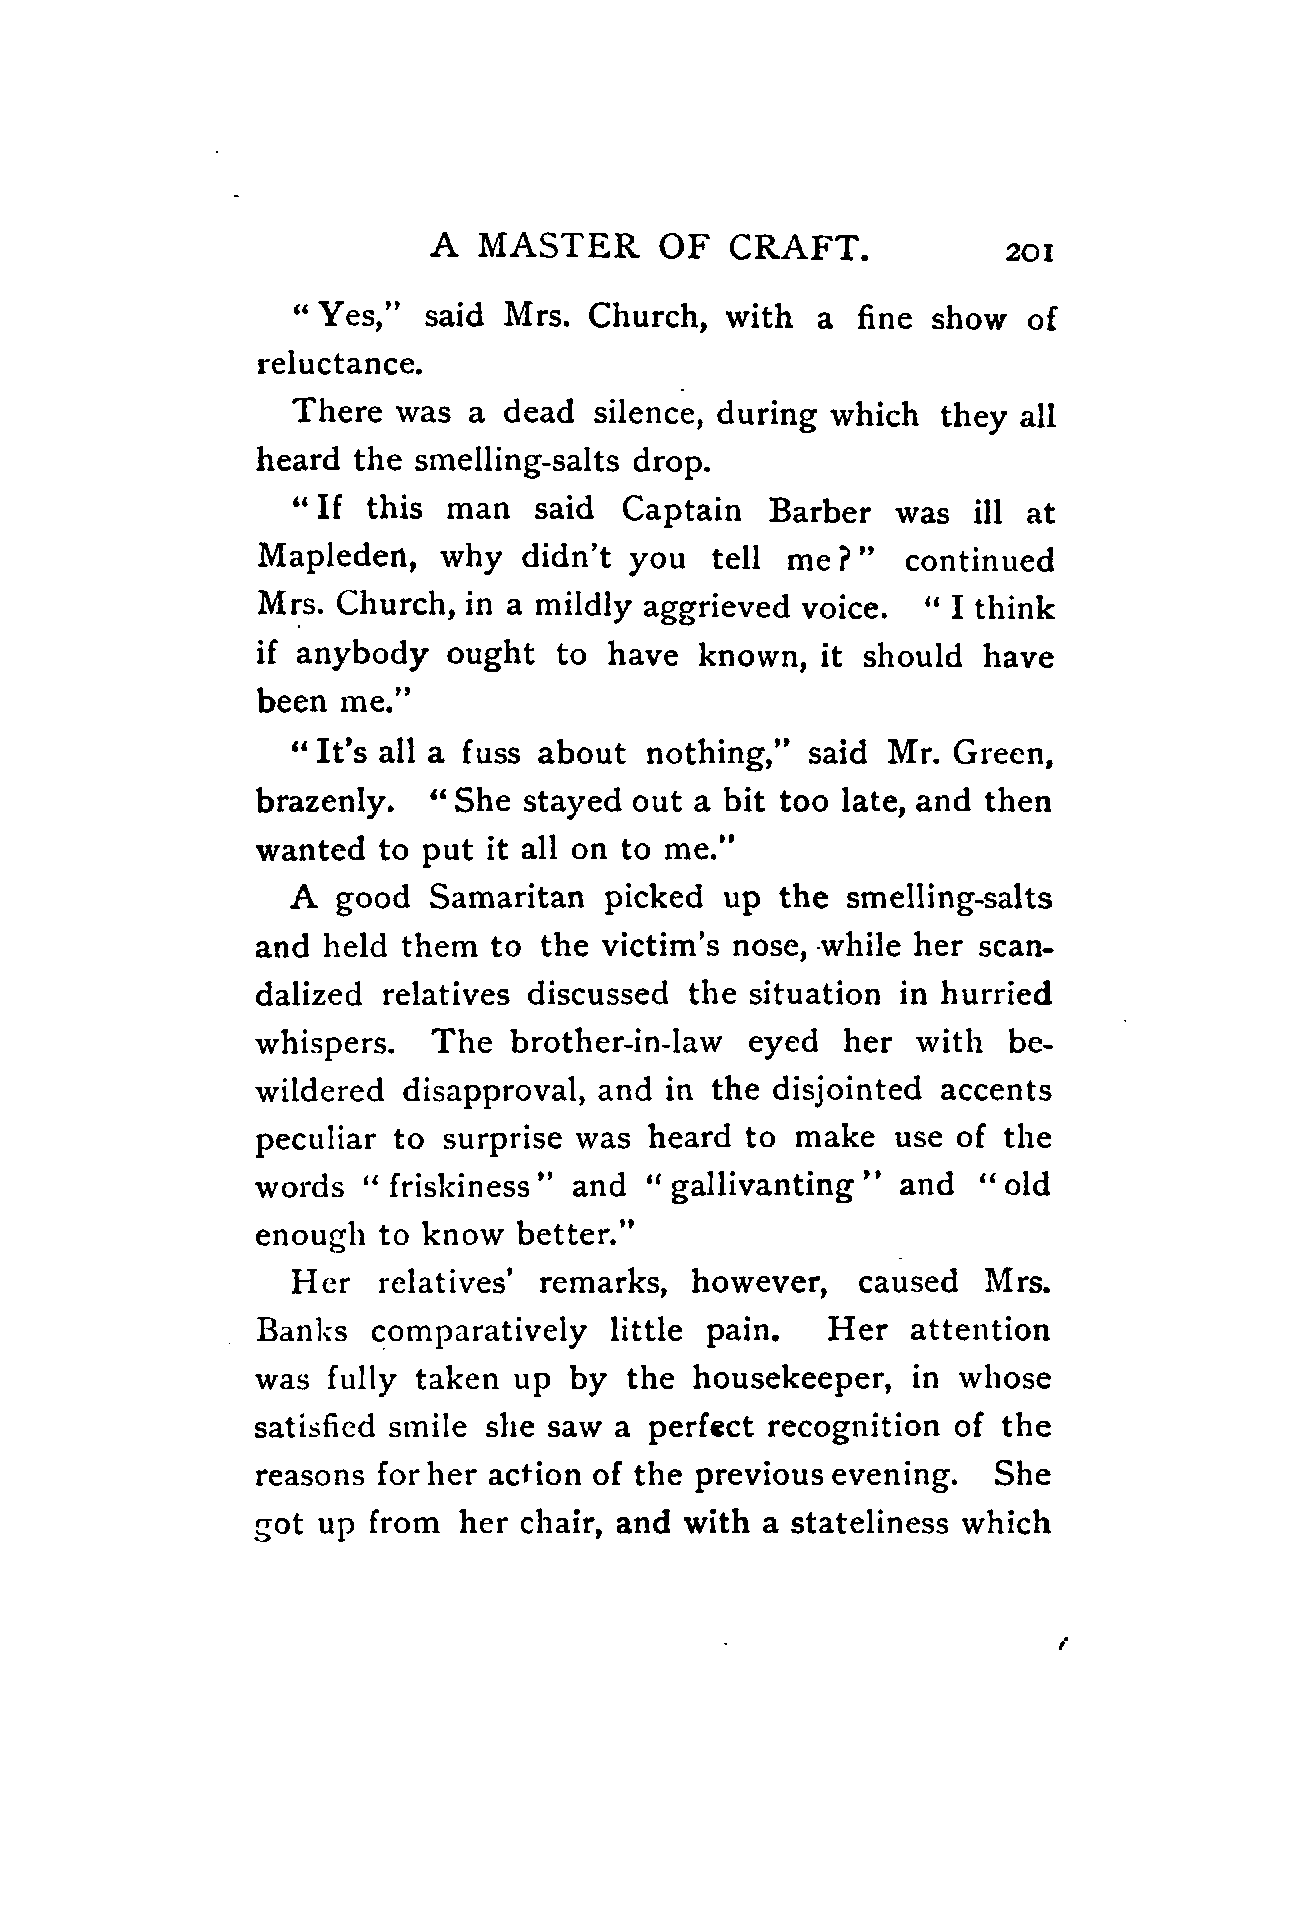 A MASTER OF CRAFT. 201
“Yes,” said Mrs. Church, with a fine show of
reluctance.
There was a dead silence, during which they all
heard the smelling-salts drop.
“If this man said Captain Barber was ill at
Mapleden, why didn't you tell me?” continued
Mrs. Church, in a mildly aggrieved voice. “I think
if anybody ought to have known, it should have
been me.”
“It's all a fuss about nothing,” said Mr. Green,
brazenly. “She stayed out a bit too late, and then
wanted to put it all on to me.”
A good Samaritan picked up the smelling-salts
and held them to the victim's nose, while her scan-
dalized relatives discussed the situation in hurried
whispers. The brother-in-law eyed her with be-
wildered disapproval, and in the disjointed accents
peculiar to surprise was heard to make use of the
words “friskiness” and “gallivanting” and “old
enough to know better.”
Her relatives' remarks, however, caused Mrs.
Banks comparatively little pain. Her attention
was fully taken up by the housekeeper, in whose
satisfied smile she saw a perfect recognition of the
reasons for her action of the previous evening. She
got up from her chair, and with a stateliness which